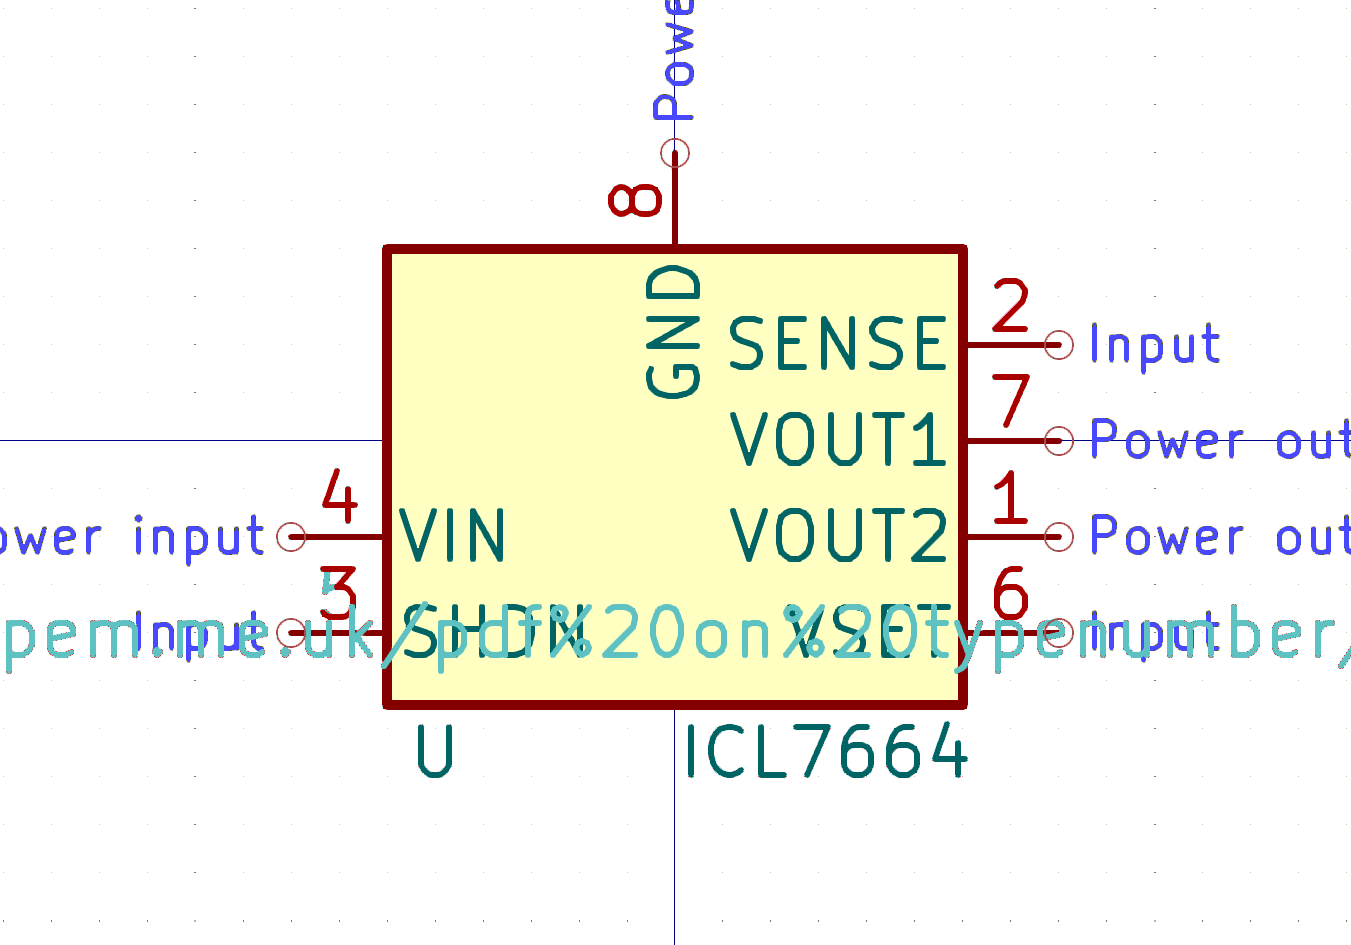 Powe
8
GND
2
SENSE
Input
7
VOUT1
Power out
4
1
ower input
VIN
VOUT2
Power out
6
Input
SHDN
VSET
Input
pem.me.uk/pdf%20on%20typenumber/
U
ICL7664